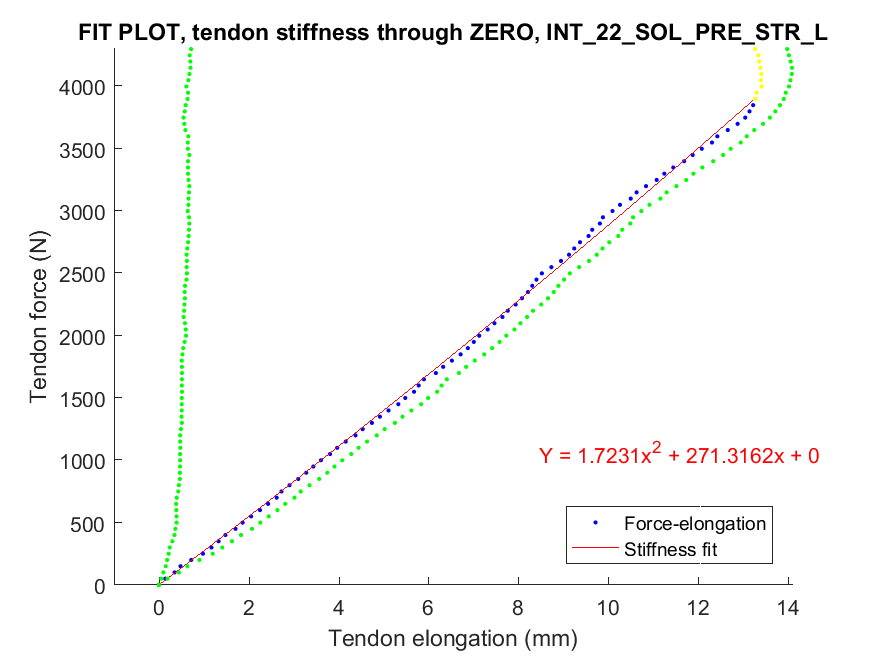 FIT PLOT, tendon stiffness through ZERO, INT_22_SOL_PRE_STR_L
4000
3500
3000
2500
2000
1500
1000
500
0
Tendon force (N)
Y = 1.7231x² + 271.3162x + 0
Force-elongation
Stiffness fit
0 2 4 6 8 10 12 14
Tendon elongation (mm)